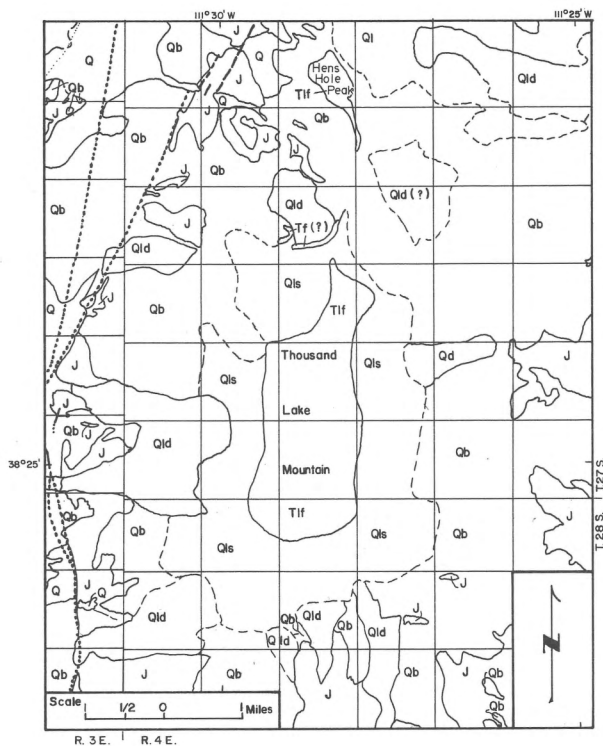 111° 30' W 111° 25' W
Q Qb J Q Ql
Qb Hens Qld
J Hole
J Q Tlf Peak
Qb Qb J
J Qb
Qb Qld Qld (?)
J Tf (?) Qb
Qld
Qls
Q J Qb Tlf
J Qls Thousand Qls Qd J
J Lake
Qb J Qld Qb
J
38° 25' Mountain T. 27 S.
Qb Tlf J T. 28 S.
Qls Qls Qb
Q J Q J
Qld Qb Qld Qb Qld J
Qld
Qb J Qb J Qb J Qb
Qb
Scale
1/2 0 Miles
R. 3 E. R. 4 E.
N